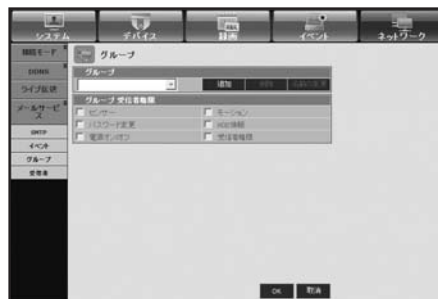 システム デバイス 録画 イベント ネットワーク
接続モード
DDNS
ライブ伝送
メールサービス
SMTP
イベント
グループ
受信者
グループ
グループ
追加 削除 名前の変更
グループ 受信者権限
センサー モーション
パスワード変更 HDD情報
電源オン/オフ 受信者権限
OK 取消